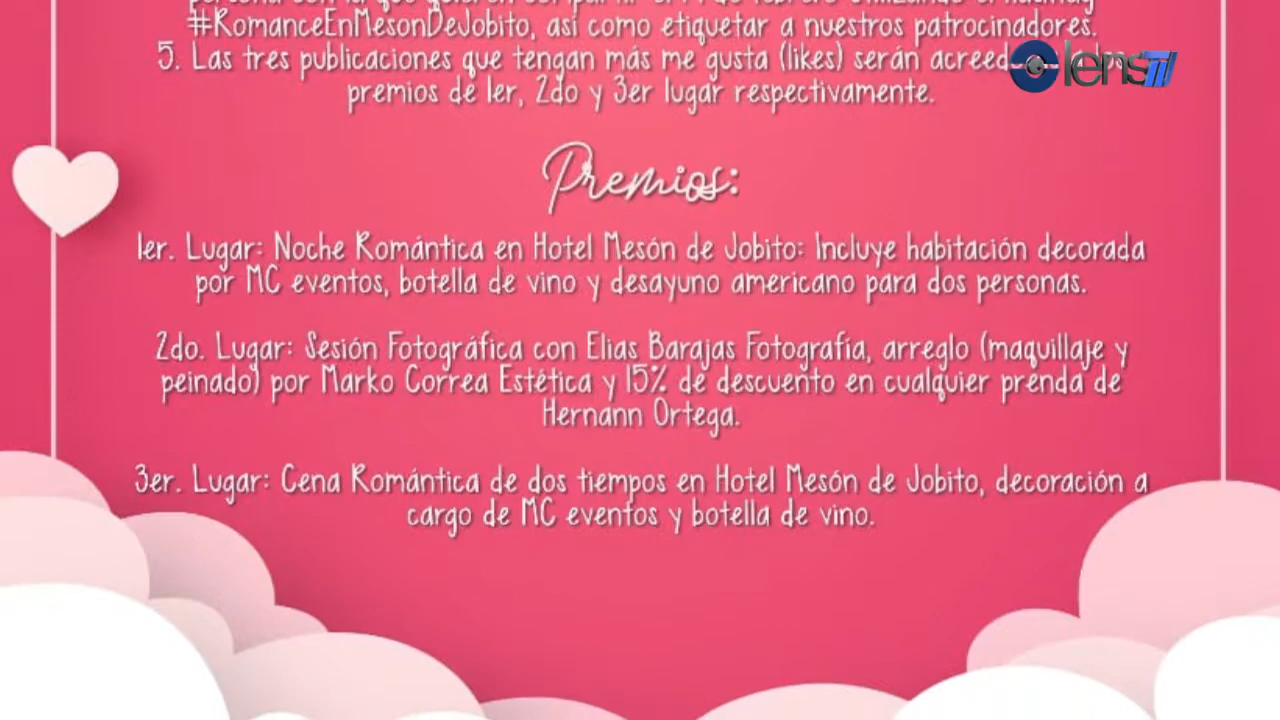 #RomanceEnMesonDeJobito, así como etiquetar a nuestros patrocinadores.
5. Las tres publicaciones que tengan más me gusta (likes) serán
lensTV
premios de 1er, 2do y 3er lugar respectivamente.
Premios:
1er. Lugar: Noche Romántica en Hotel Mesón de Jobito: Incluye habitación decorada
por MC eventos, botella de vino y desayuno americano para dos personas.
2do. Lugar: Sesión Fotográfica con Elias Barajas Fotografía, arreglo (maquillaje y
peinado) por Marko Correa Estética y 15% de descuento en cualquier prenda de
Hernann Ortega.
3er. Lugar: Cena Romántica de dos tiempos en Hotel Mesón de Jobito, decoración a
cargo de MC eventos y botella de vino.